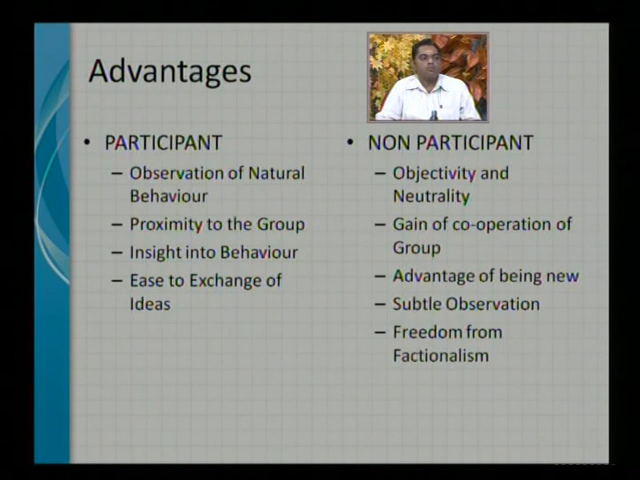 Advantages
• PARTICIPANT
– Observation of Natural
Behaviour
– Proximity to the Group
– Insight into Behaviour
– Ease to Exchange of
Ideas
• NON PARTICIPANT
– Objectivity and
Neutrality
– Gain of co-operation of
Group
– Advantage of being new
– Subtle Observation
– Freedom from
Factionalism